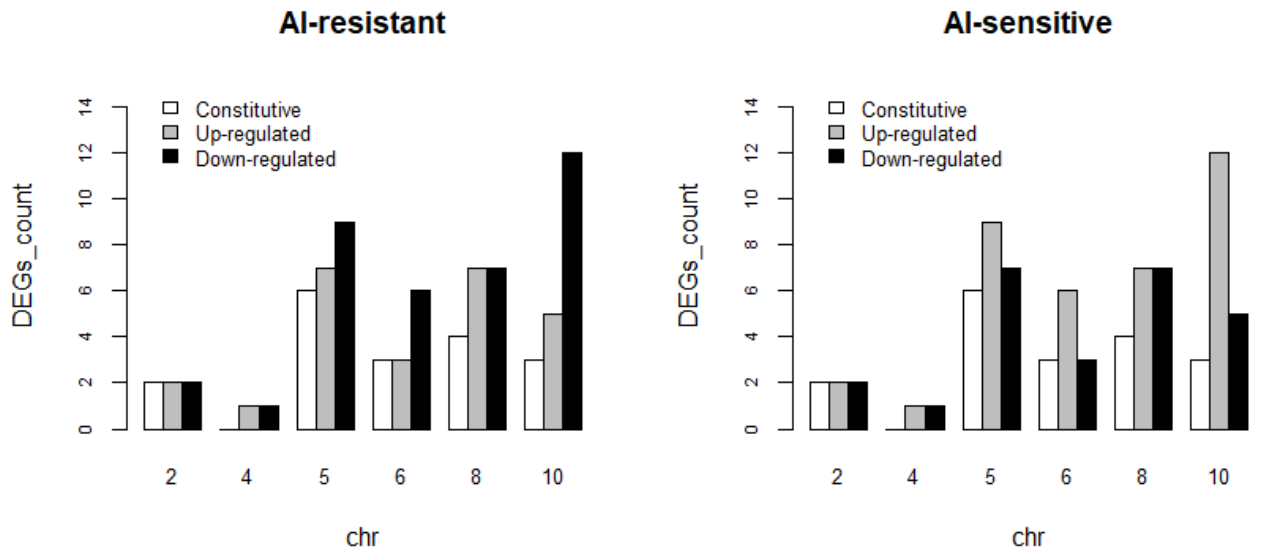 Al-resistant
Constitutive
Up-regulated
Down-regulated
DEGs_count
14
12
10
8
6
4
2
0
2 4 5 6 8 10
chr
Al-sensitive
Constitutive
Up-regulated
Down-regulated
DEGs_count
14
12
10
8
6
4
2
0
2 4 5 6 8 10
chr